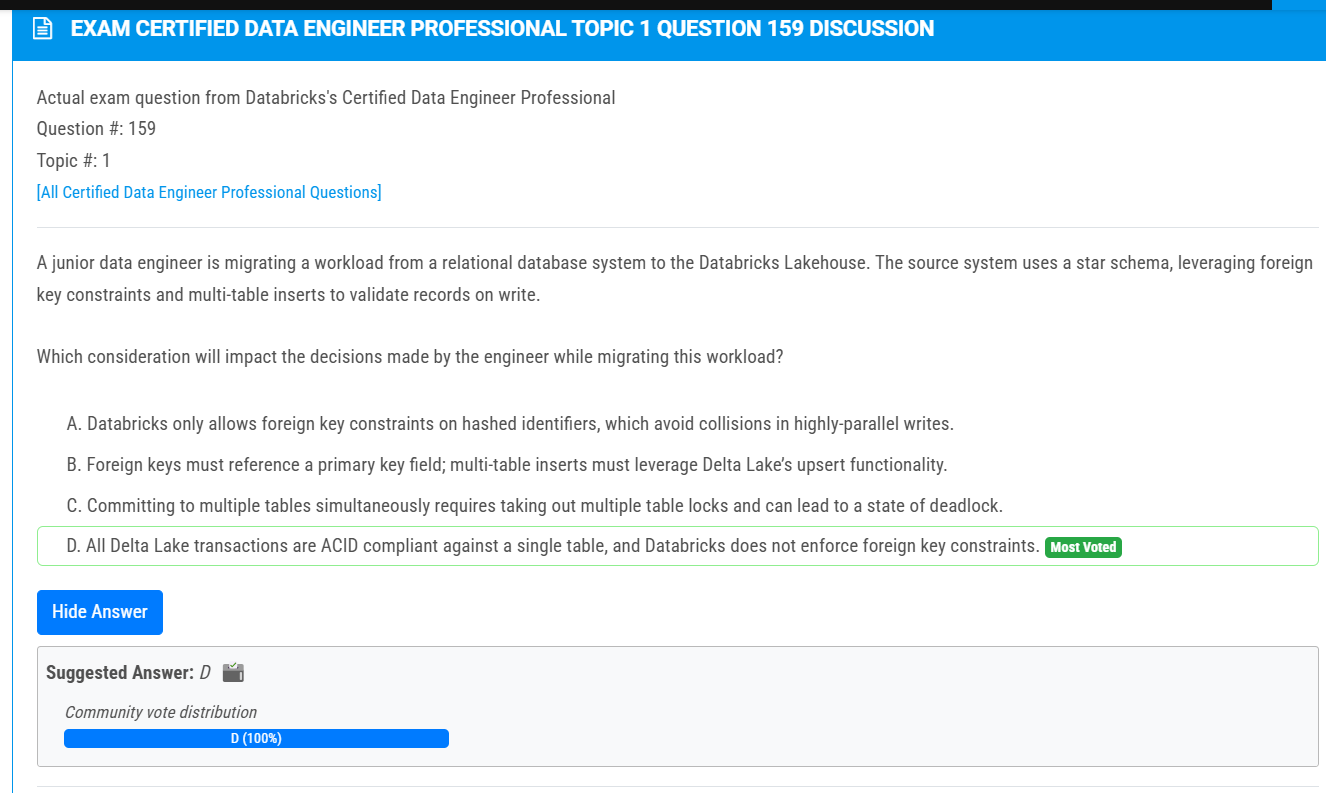 EXAM CERTIFIED DATA ENGINEER PROFESSIONAL TOPIC 1 QUESTION 159 DISCUSSION
Actual exam question from Databricks's Certified Data Engineer Professional
Question #: 159
Topic #: 1
[All Certified Data Engineer Professional Questions]
A junior data engineer is migrating a workload from a relational database system to the Databricks Lakehouse. The source system uses a star schema, leveraging foreign
key constraints and multi-table inserts to validate records on write.
Which consideration will impact the decisions made by the engineer while migrating this workload?
A. Databricks only allows foreign key constraints on hashed identifiers, which avoid collisions in highly-parallel writes.
B. Foreign keys must reference a primary key field; multi-table inserts must leverage Delta Lake’s upsert functionality.
C. Committing to multiple tables simultaneously requires taking out multiple table locks and can lead to a state of deadlock.
D. All Delta Lake transactions are ACID compliant against a single table, and Databricks does not enforce foreign key constraints. Most Voted
Hide Answer
Suggested Answer: D
Community vote distribution
D (100%)